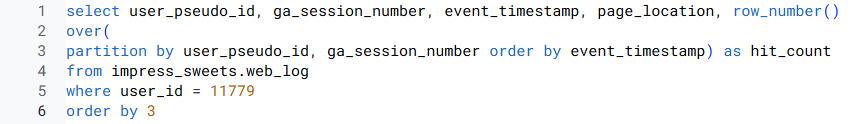 1 select user_pseudo_id, ga_session_number, event_timestamp, page_location, row_number()
2 over(
3 partition by user_pseudo_id, ga_session_number order by event_timestamp) as hit_count
4 from impress_sweets.web_log
5 where user_id = 11779
6 order by 3